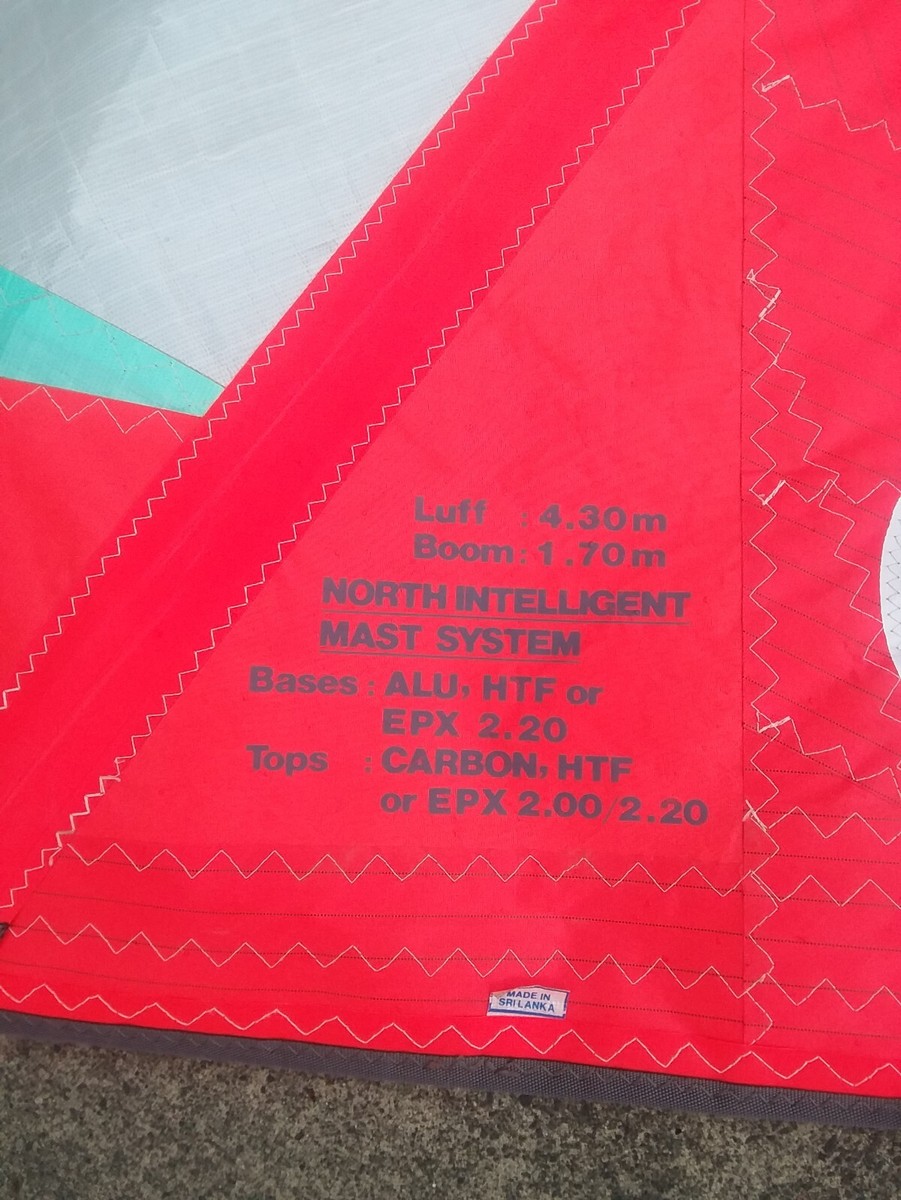 Luff : 4.30m
Boom: 1.70m
NORTH INTELLIGENT
MAST SYSTEM
Bases : ALU, HTF or
EPX 2.20
Tops : CARBON, HTF
or EPX 2.00/2.20
MADE IN
SRI LANKA